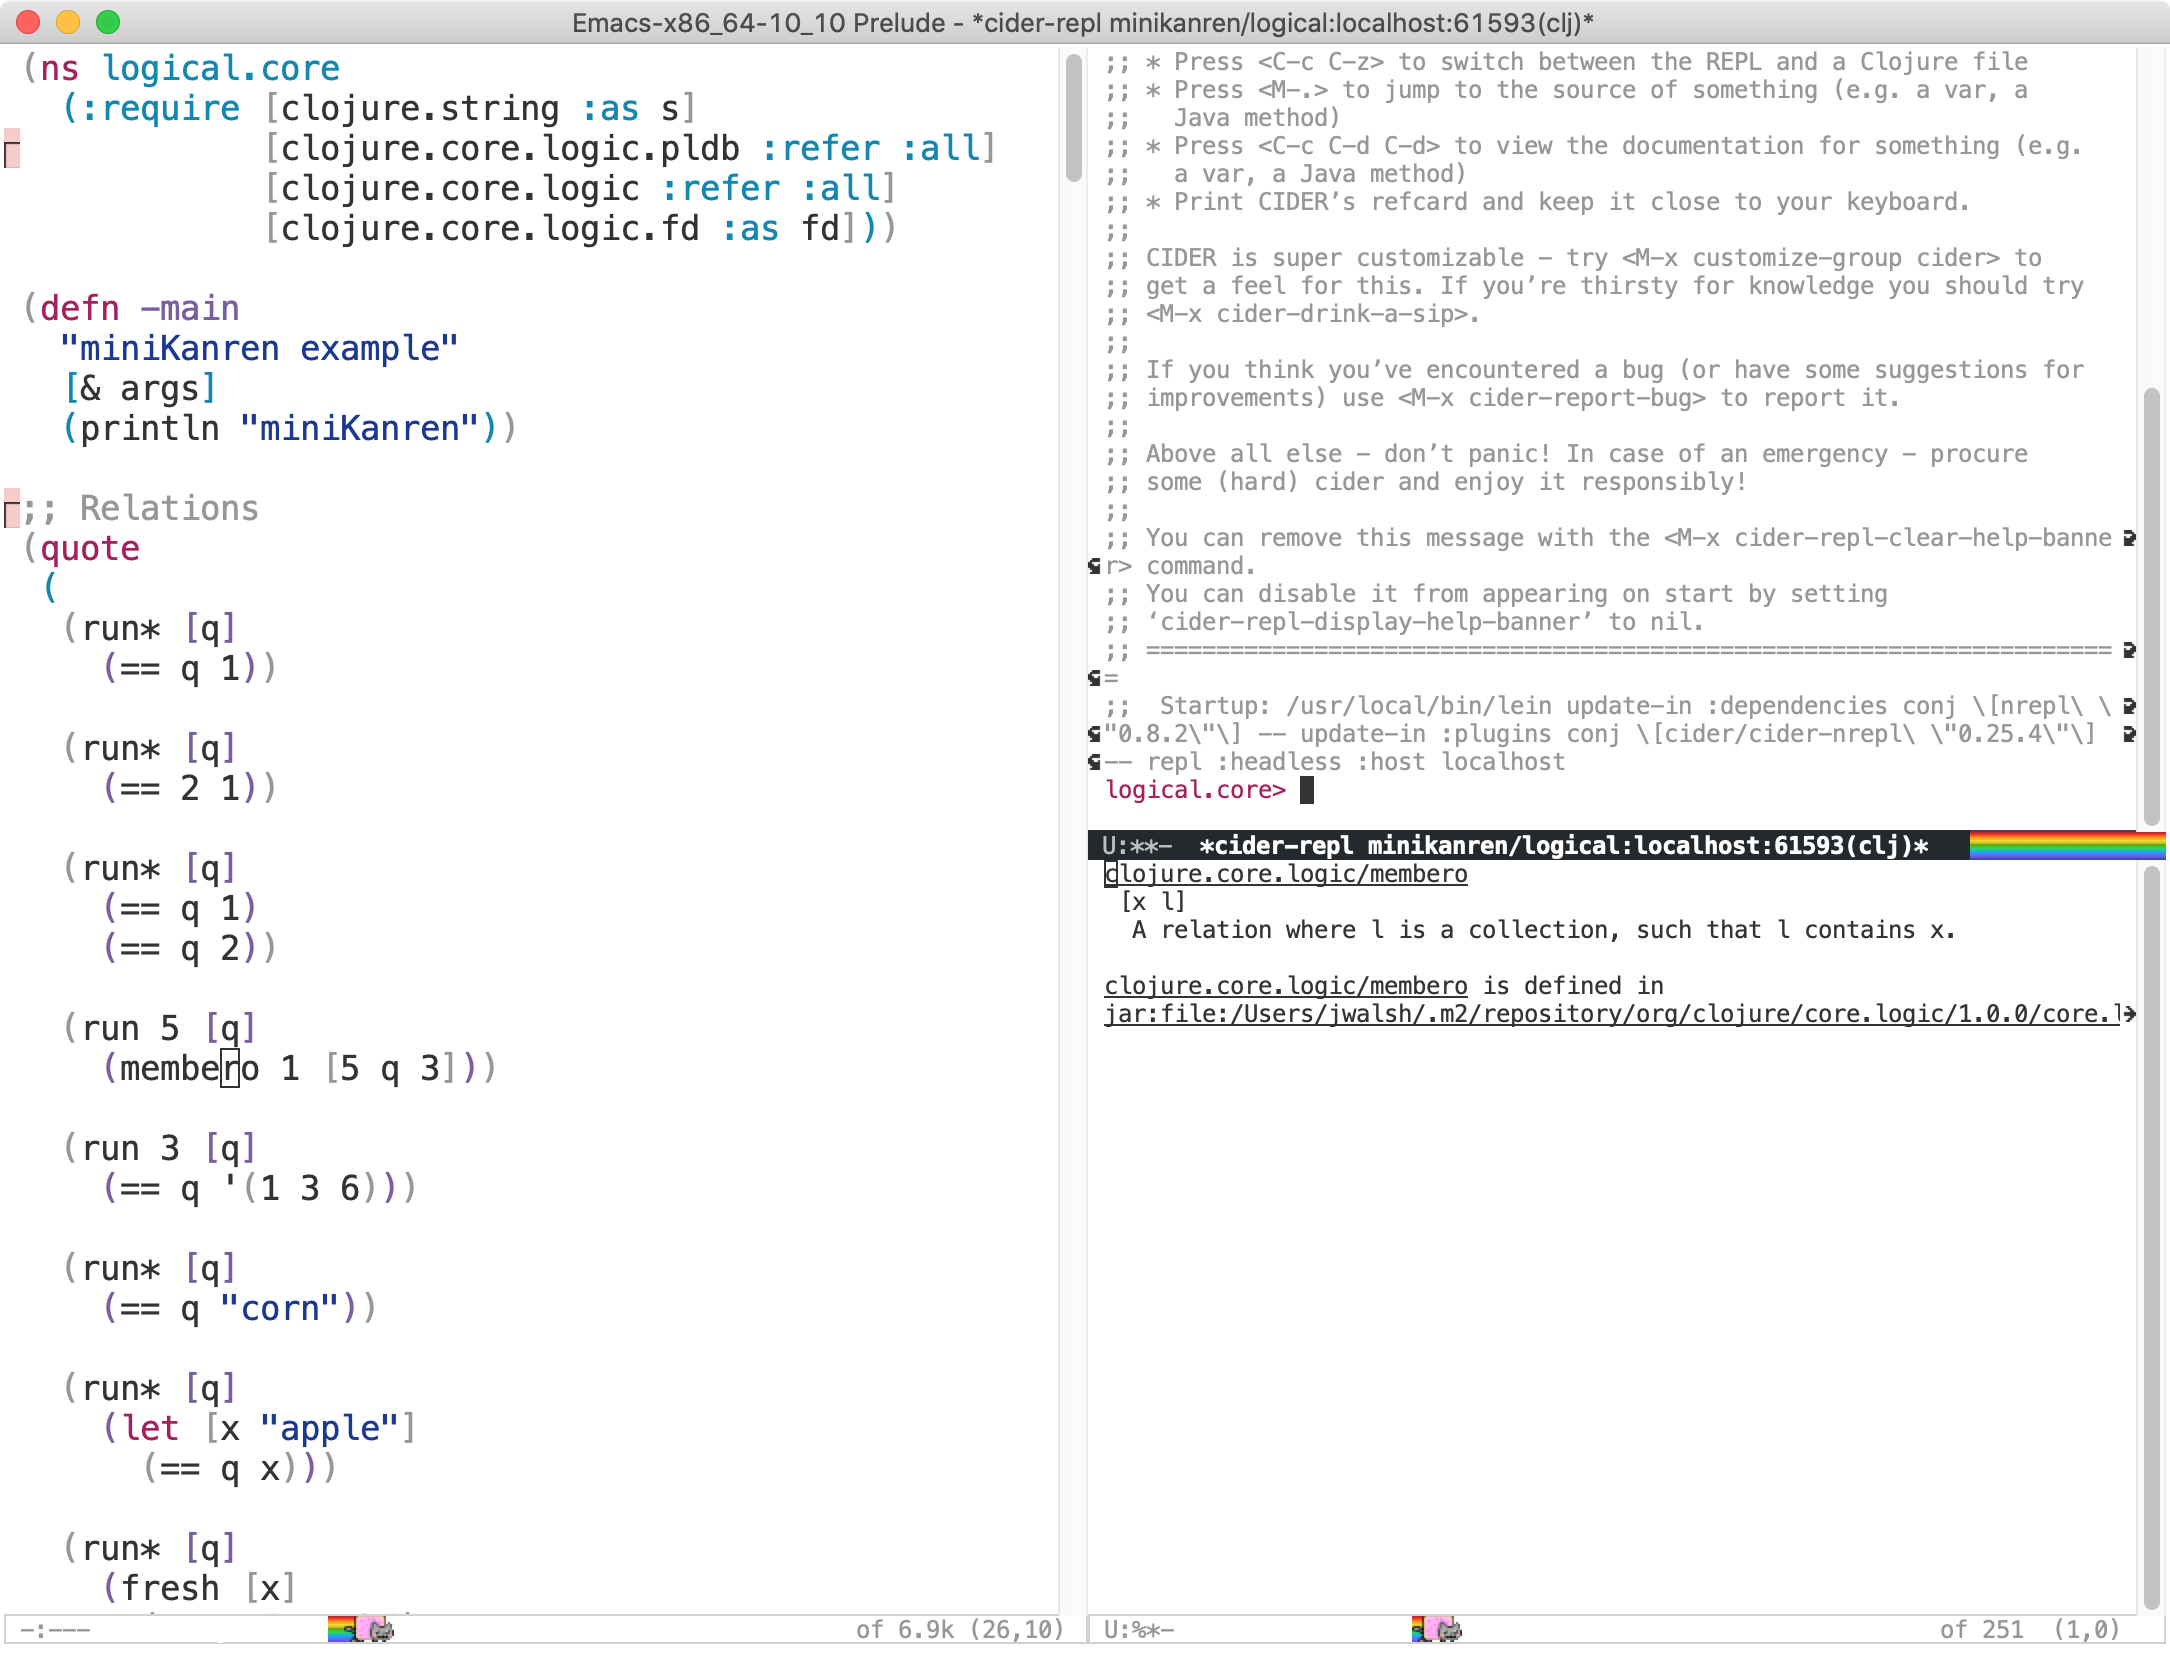 Emacs-x86_64-10_10 Prelude - *cider-repl minikanren/logical:localhost:61593(clj)*
(ns logical.core
  (:require [clojure.string :as s]
            [clojure.core.logic.pldb :refer :all]
            [clojure.core.logic :refer :all]
            [clojure.core.logic.fd :as fd]))
(defn -main
  "miniKanren example"
  [& args]
  (println "miniKanren"))
;; Relations
(quote
 (
  (run* [q]
    (== q 1))
  (run* [q]
    (== 2 1))
  (run* [q]
    (== q 1)
    (== q 2))
  (run 5 [q]
    (membero 1 [5 q 3]))
  (run 3 [q]
    (== q '(1 3 6)))
  (run* [q]
    (== q "corn"))
  (run* [q]
    (let [x "apple"]
      (== q x)))
  (run* [q]
    (fresh [x]
-:---
of 6.9k (26,10)
;; * Press <C-c C-z> to switch between the REPL and a Clojure file
;; * Press <M-.> to jump to the source of something (e.g. a var, a
;;   Java method)
;; * Press <C-c C-d C-d> to view the documentation for something (e.g.
;;   a var, a Java method)
;; * Print CIDER’s refcard and keep it close to your keyboard.
;;
;; CIDER is super customizable - try <M-x customize-group cider> to
;; get a feel for this. If you’re thirsty for knowledge you should try
;; <M-x cider-drink-a-sip>.
;;
;; If you think you’ve encountered a bug (or have some suggestions for
;; improvements) use <M-x cider-report-bug> to report it.
;;
;; Above all else - don’t panic! In case of an emergency - procure
;; some (hard) cider and enjoy it responsibly!
;;
;; You can remove this message with the <M-x cider-repl-clear-help-banne
r> command.
;; You can disable it from appearing on start by setting
;; ‘cider-repl-display-help-banner’ to nil.
;; =====================================================================
=
;;  Startup: /usr/local/bin/lein update-in :dependencies conj \[nrepl\ \
"0.8.2\"\] -- update-in :plugins conj \[cider/cider-nrepl\ \"0.25.4\"\]
-- repl :headless :host localhost
logical.core>
U:**-  *cider-repl minikanren/logical:localhost:61593(clj)*
clojure.core.logic/membero
 [x l]
  A relation where l is a collection, such that l contains x.
clojure.core.logic/membero is defined in
jar:file:/Users/jwalsh/.m2/repository/org/clojure/core.logic/1.0.0/core.l
U:%*-
of 251  (1,0)